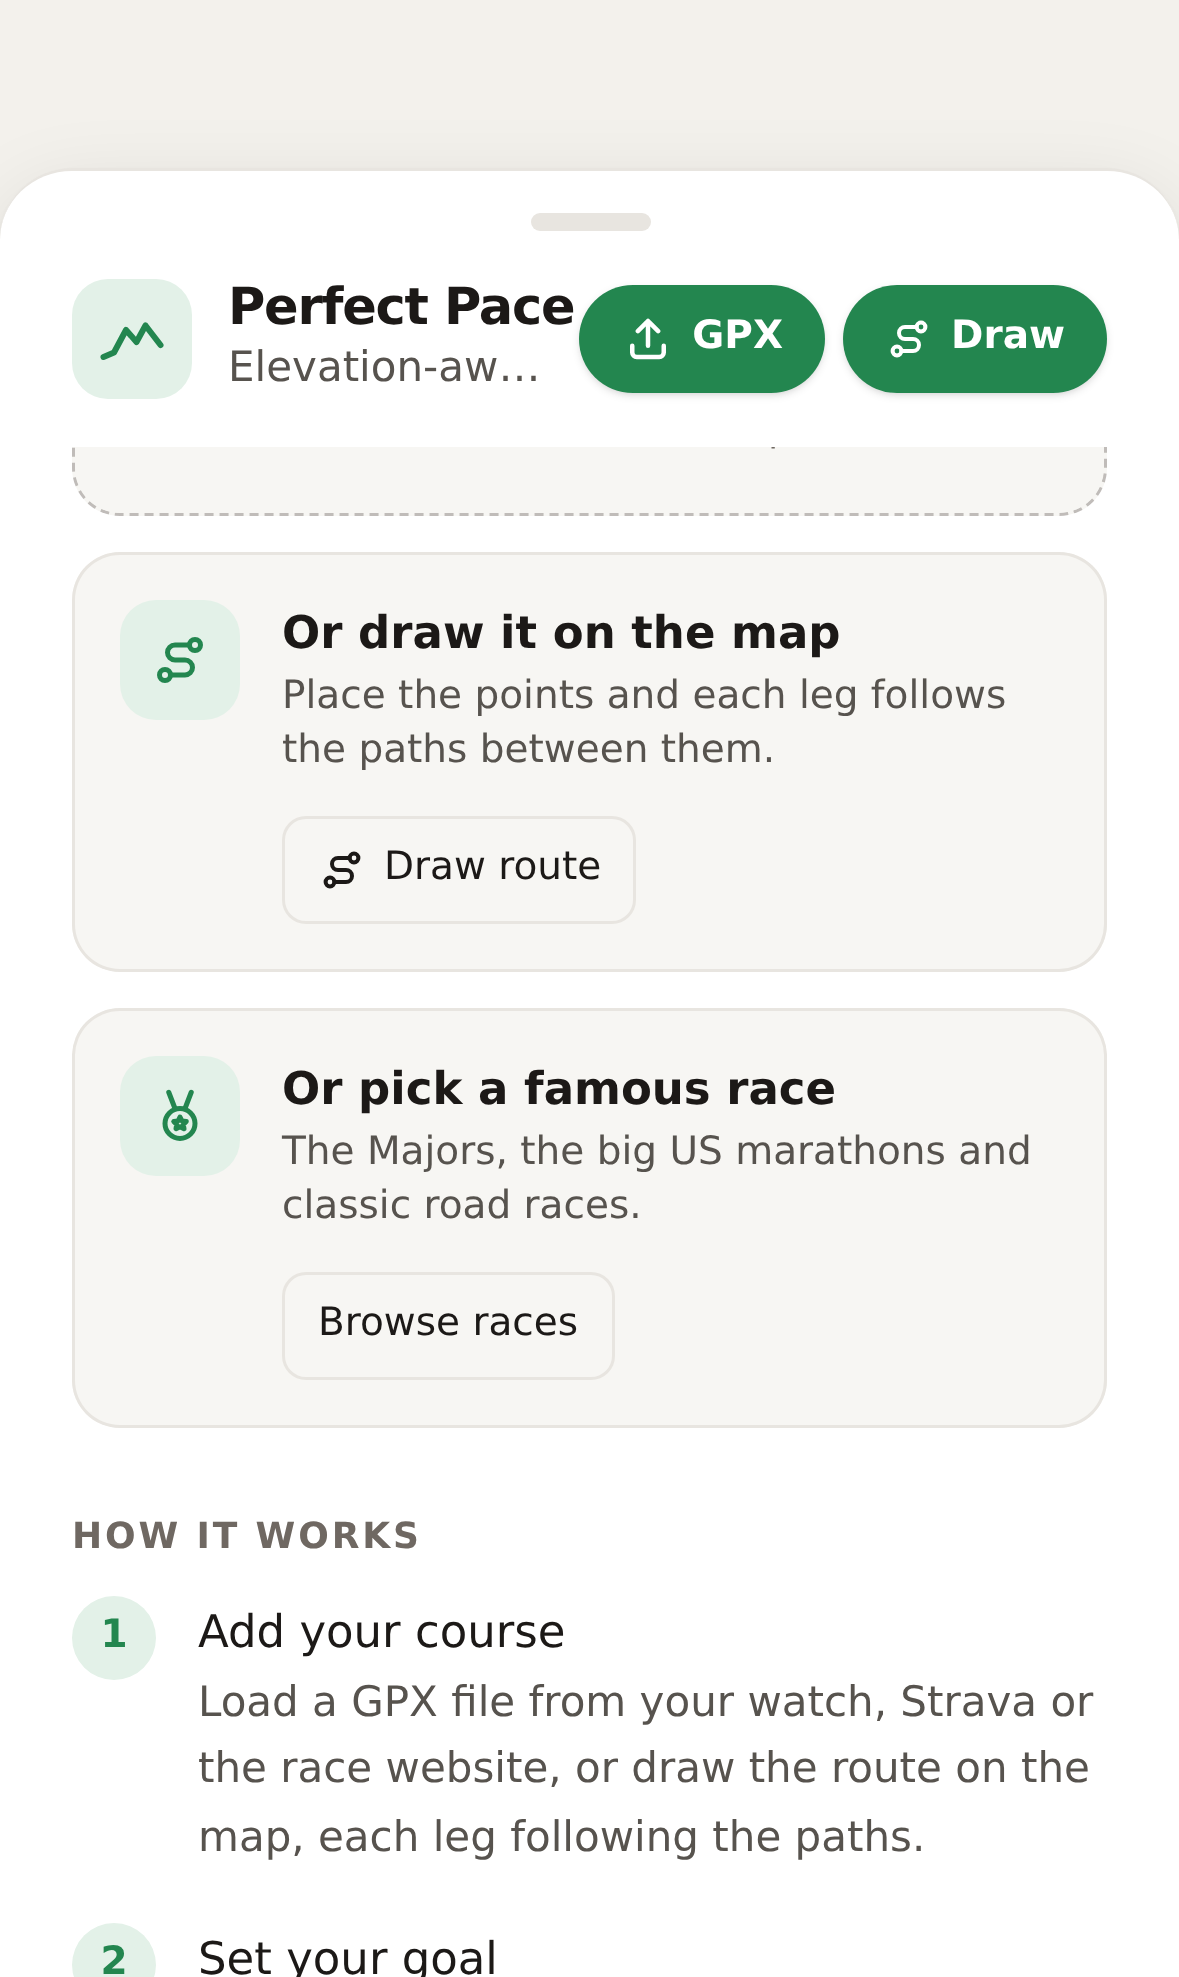 Perfect Pace
Elevation-aw...
GPX
Draw
Or draw it on the map
Place the points and each leg follows
the paths between them.
Draw route
Or pick a famous race
The Majors, the big US marathons and
classic road races.
Browse races
HOW IT WORKS
1
Add your course
Load a GPX file from your watch, Strava or
the race website, or draw the route on the
map, each leg following the paths.
2
Set your goal